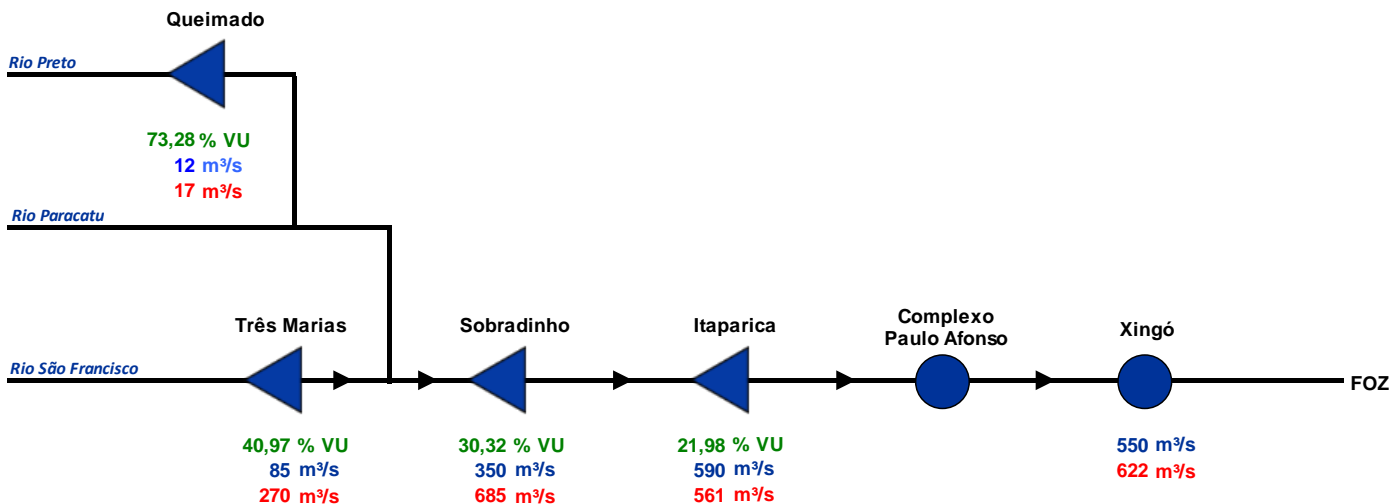 Queimado
Rio Preto
73,28 % VU
12 m³/s
17 m³/s
Rio Paracatu
Três Marias
Sobradinho
Itaparica
Complexo
Paulo Afonso
Xingó
Rio São Francisco
FOZ
40,97 % VU
85 m³/s
270 m³/s
30,32 % VU
350 m³/s
685 m³/s
21,98 % VU
590 m³/s
561 m³/s
550 m³/s
622 m³/s